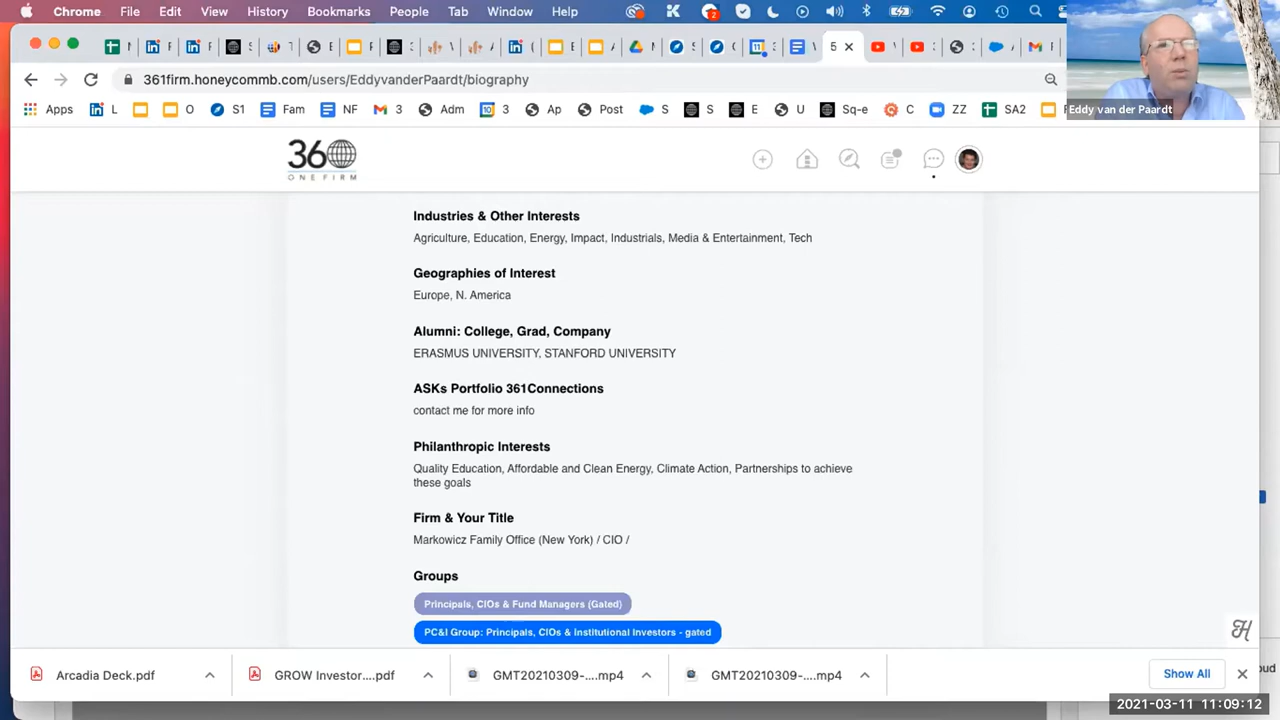 Chrome File Edit View History Bookmarks People Tab Window Help
5
361firm.honeycommb.com/users/EddyvanderPaardt/biography
Apps L O S1 Fam NF 3 Adm 3 Ap Post S S E U Sq-e C ZZ SA2
Eddy van der Paardt
360
ONE FIRM
Industries & Other Interests
Agriculture, Education, Energy, Impact, Industrials, Media & Entertainment, Tech
Geographies of Interest
Europe, N. America
Alumni: College, Grad, Company
ERASMUS UNIVERSITY, STANFORD UNIVERSITY
ASKs Portfolio 361Connections
contact me for more info
Philanthropic Interests
Quality Education, Affordable and Clean Energy, Climate Action, Partnerships to achieve
these goals
Firm & Your Title
Markowicz Family Office (New York) / CIO /
Groups
Principals, CIOs & Fund Managers (Gated)
PC&I Group: Principals, CIOs & Institutional Investors - gated
Arcadia Deck.pdf GROW Investor....pdf GMT20210309-....mp4 GMT20210309-....mp4 Show All
2021-03-11 11:09:12